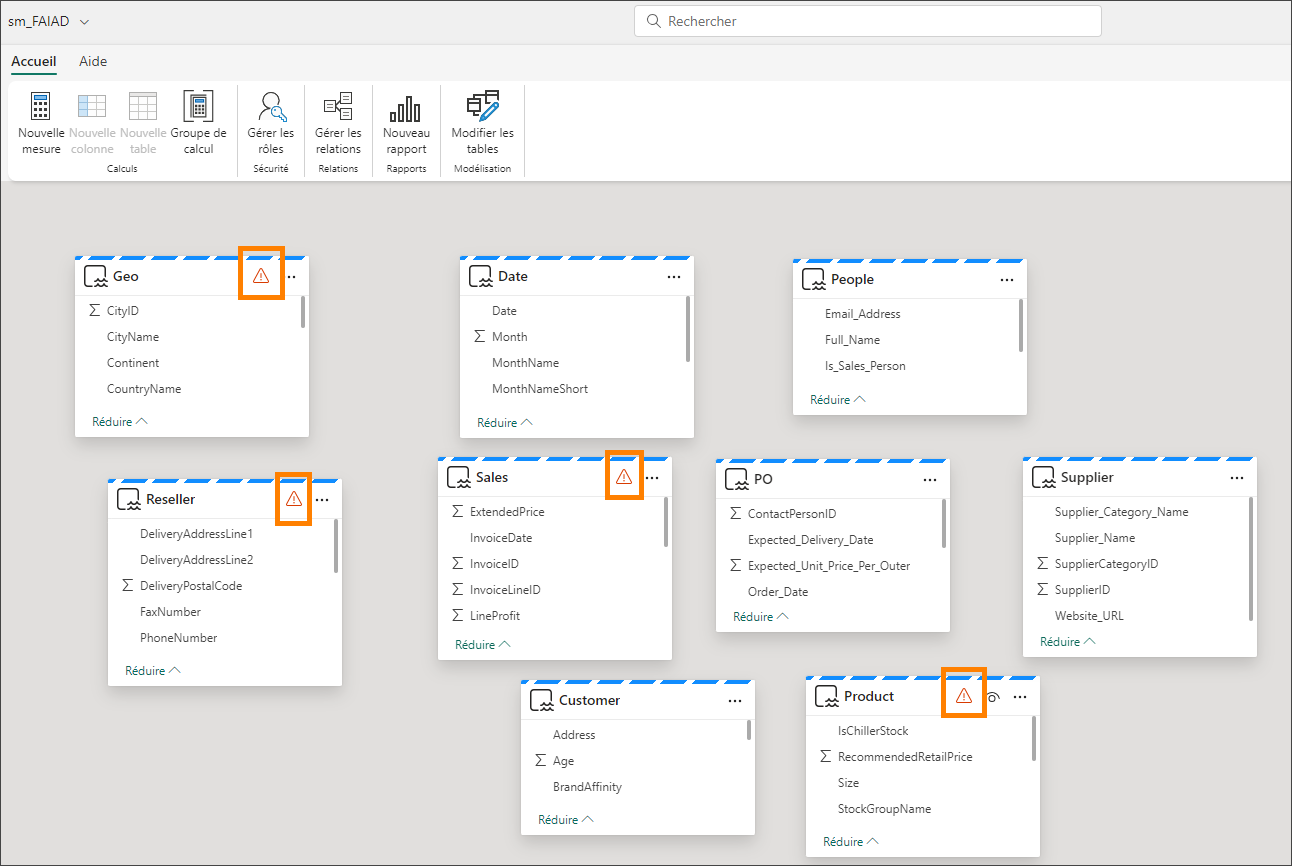 sm_FAIAD
Rechercher
Accueil
Aide
Nouvelle
mesure
Nouvelle
colonne
Nouvelle
table
Groupe de
calcul
Calculs
Gérer les
rôles
Sécurité
Gérer les
relations
Relations
Nouveau
rapport
Rapports
Modifier les
tables
Modélisation
Geo
CityID
CityName
Continent
CountryName
Réduire
Date
Date
Month
MonthName
MonthNameShort
Réduire
People
Email_Address
Full_Name
Is_Sales_Person
Réduire
Reseller
DeliveryAddressLine1
DeliveryAddressLine2
DeliveryPostalCode
FaxNumber
PhoneNumber
Réduire
Sales
ExtendedPrice
InvoiceDate
InvoiceID
InvoiceLineID
LineProfit
Réduire
PO
ContactPersonID
Expected_Delivery_Date
Expected_Unit_Price_Per_Outer
Order_Date
Réduire
Supplier
Supplier_Category_Name
Supplier_Name
SupplierCategoryID
SupplierID
Website_URL
Réduire
Customer
Address
Age
BrandAffinity
Réduire
Product
IsChillerStock
RecommendedRetailPrice
Size
StockGroupName
Réduire